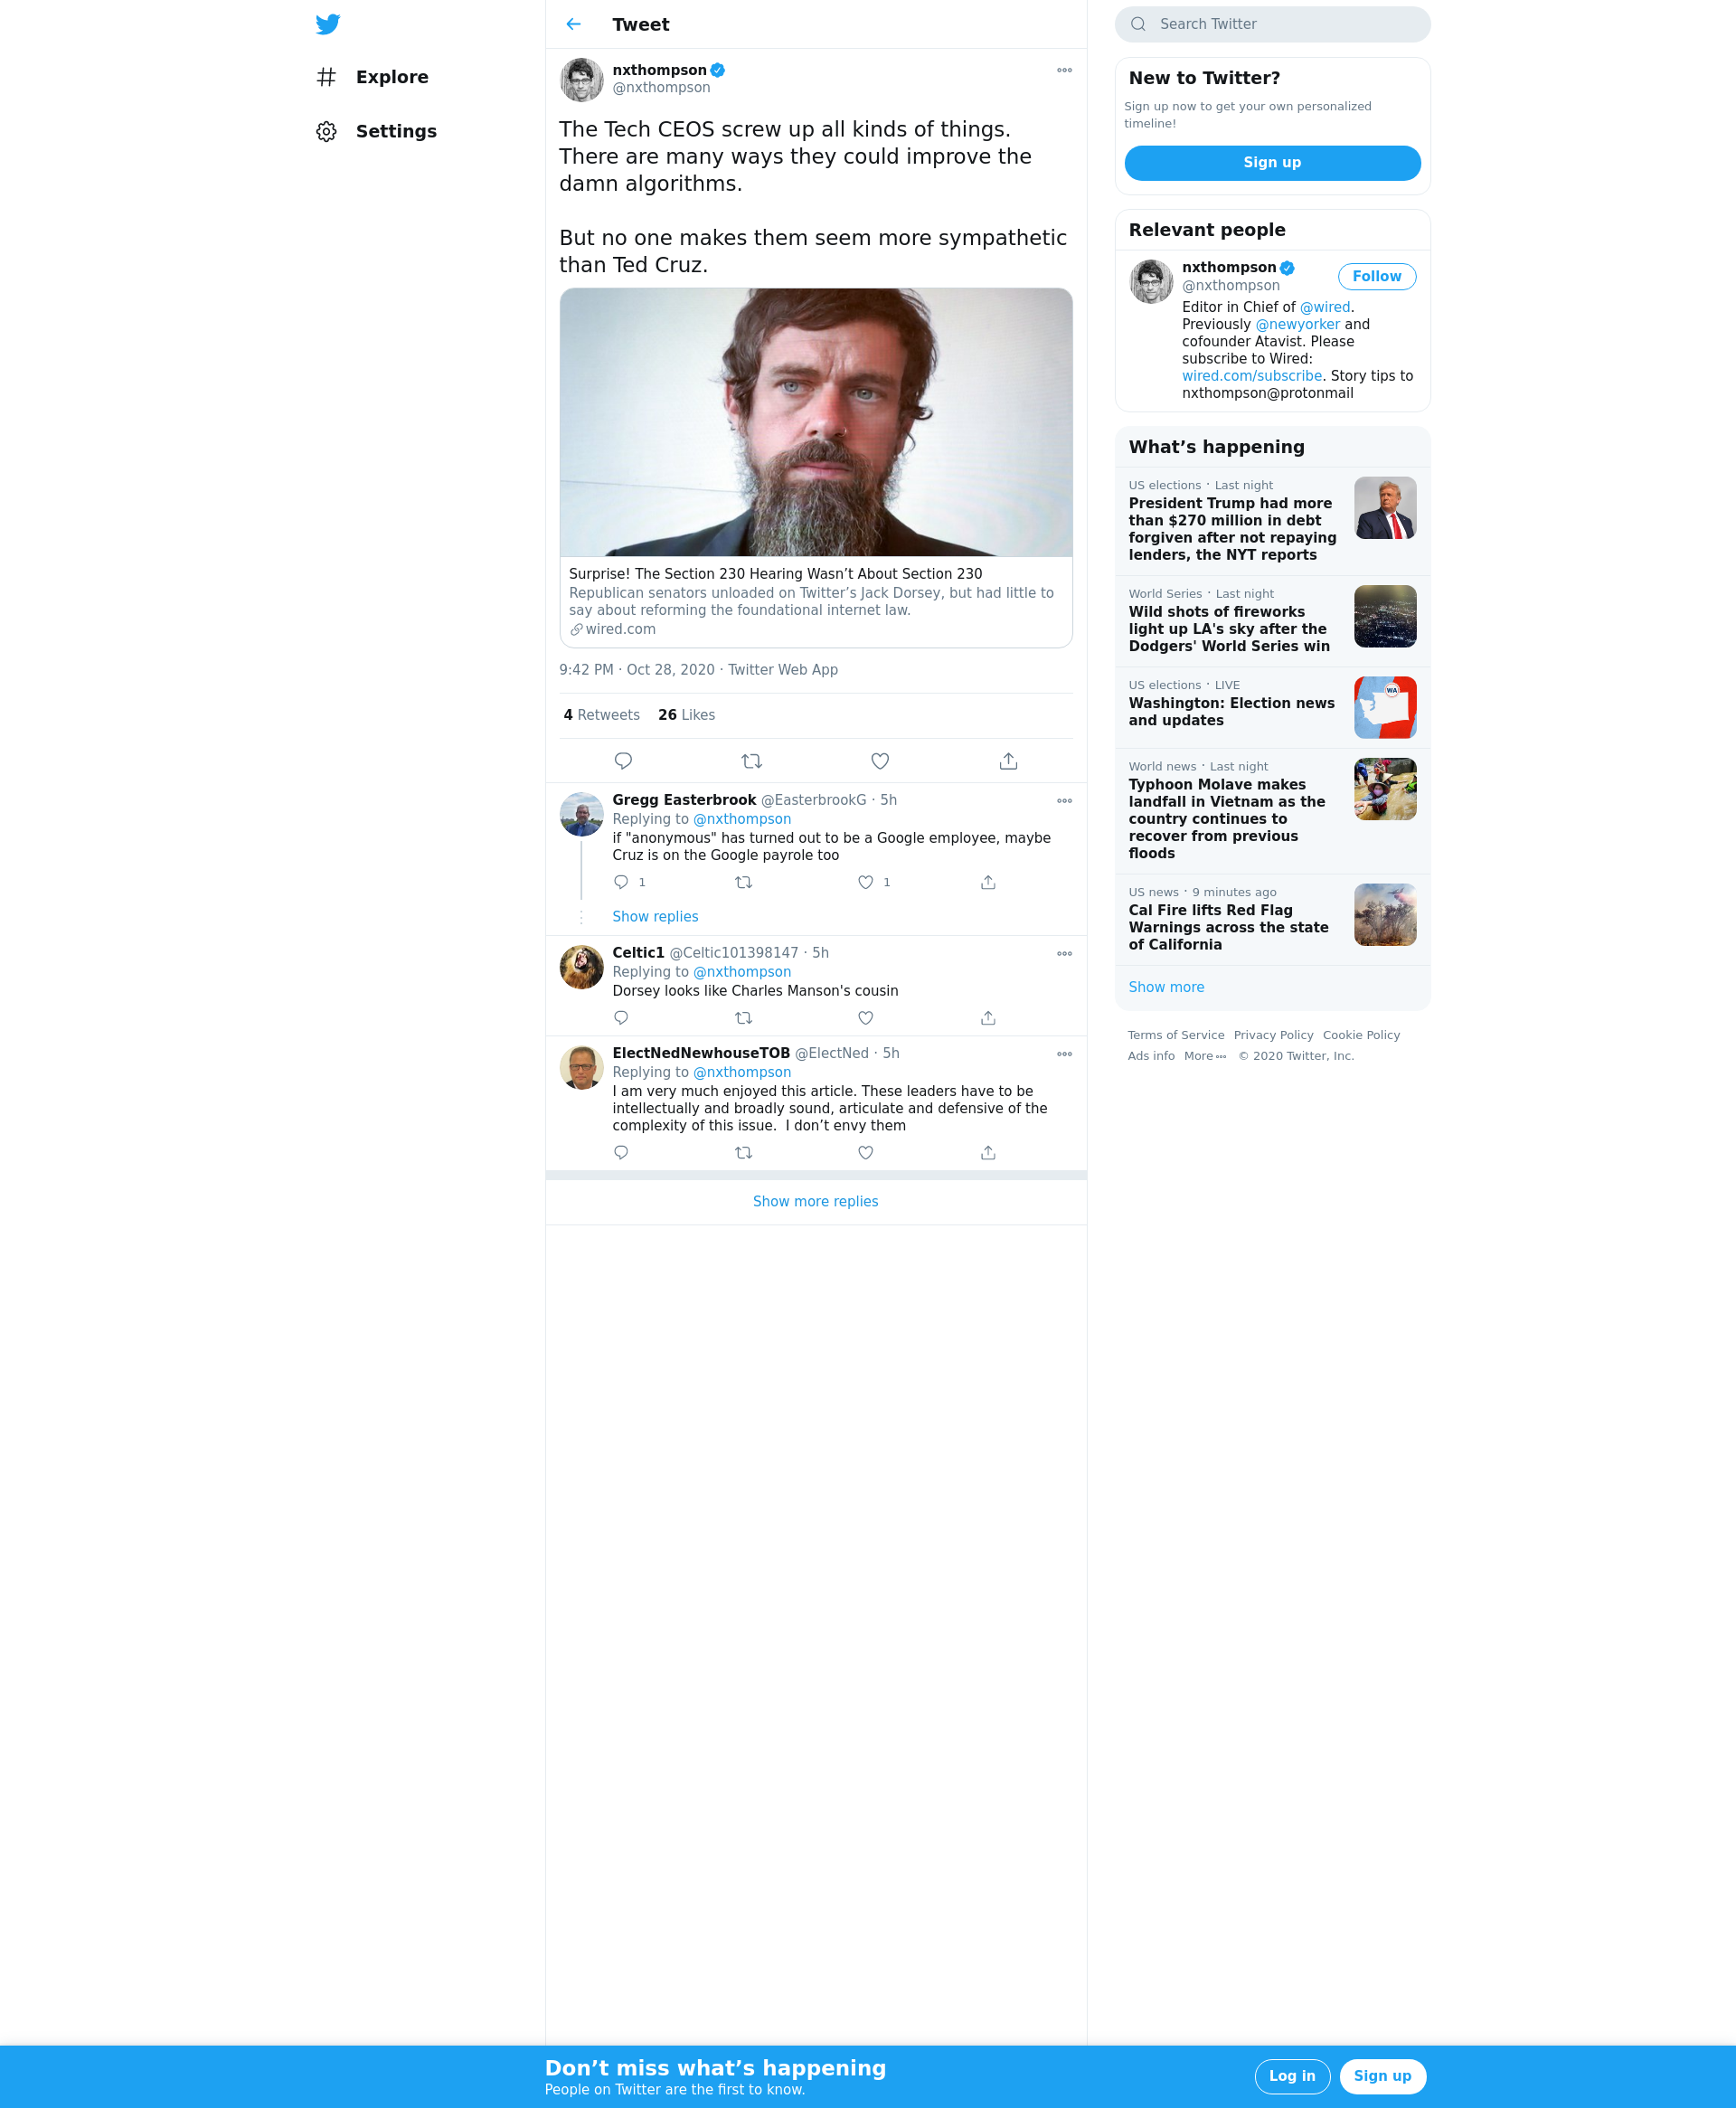 Explore
Settings
Tweet
nxthompson
@nxthompson
The Tech CEOS screw up all kinds of things.
There are many ways they could improve the
damn algorithms.
But no one makes them seem more sympathetic
than Ted Cruz.
Surprise! The Section 230 Hearing Wasn’t About Section 230
Republican senators unloaded on Twitter’s Jack Dorsey, but had little to
say about reforming the foundational internet law.
wired.com
9:42 PM · Oct 28, 2020 · Twitter Web App
4 Retweets 26 Likes
Gregg Easterbrook @EasterbrookG · 5h
Replying to @nxthompson
if "anonymous" has turned out to be a Google employee, maybe
Cruz is on the Google payrole too
1 1
Show replies
Celtic1 @Celtic101398147 · 5h
Replying to @nxthompson
Dorsey looks like Charles Manson's cousin
ElectNedNewhouseTOB @ElectNed · 5h
Replying to @nxthompson
I am very much enjoyed this article. These leaders have to be
intellectually and broadly sound, articulate and defensive of the
complexity of this issue.  I don’t envy them
Show more replies
Search Twitter
New to Twitter?
Sign up now to get your own personalized
timeline!
Sign up
Relevant people
nxthompson
@nxthompson
Follow
Editor in Chief of @wired.
Previously @newyorker and
cofounder Atavist. Please
subscribe to Wired:
wired.com/subscribe. Story tips to
nxthompson@protonmail
What’s happening
US elections · Last night
President Trump had more
than $270 million in debt
forgiven after not repaying
lenders, the NYT reports
World Series · Last night
Wild shots of fireworks
light up LA's sky after the
Dodgers' World Series win
US elections · LIVE
Washington: Election news
and updates
WA
World news · Last night
Typhoon Molave makes
landfall in Vietnam as the
country continues to
recover from previous
floods
US news · 9 minutes ago
Cal Fire lifts Red Flag
Warnings across the state
of California
Show more
Terms of Service Privacy Policy Cookie Policy
Ads info More © 2020 Twitter, Inc.
Don’t miss what’s happening
People on Twitter are the first to know.
Log in
Sign up